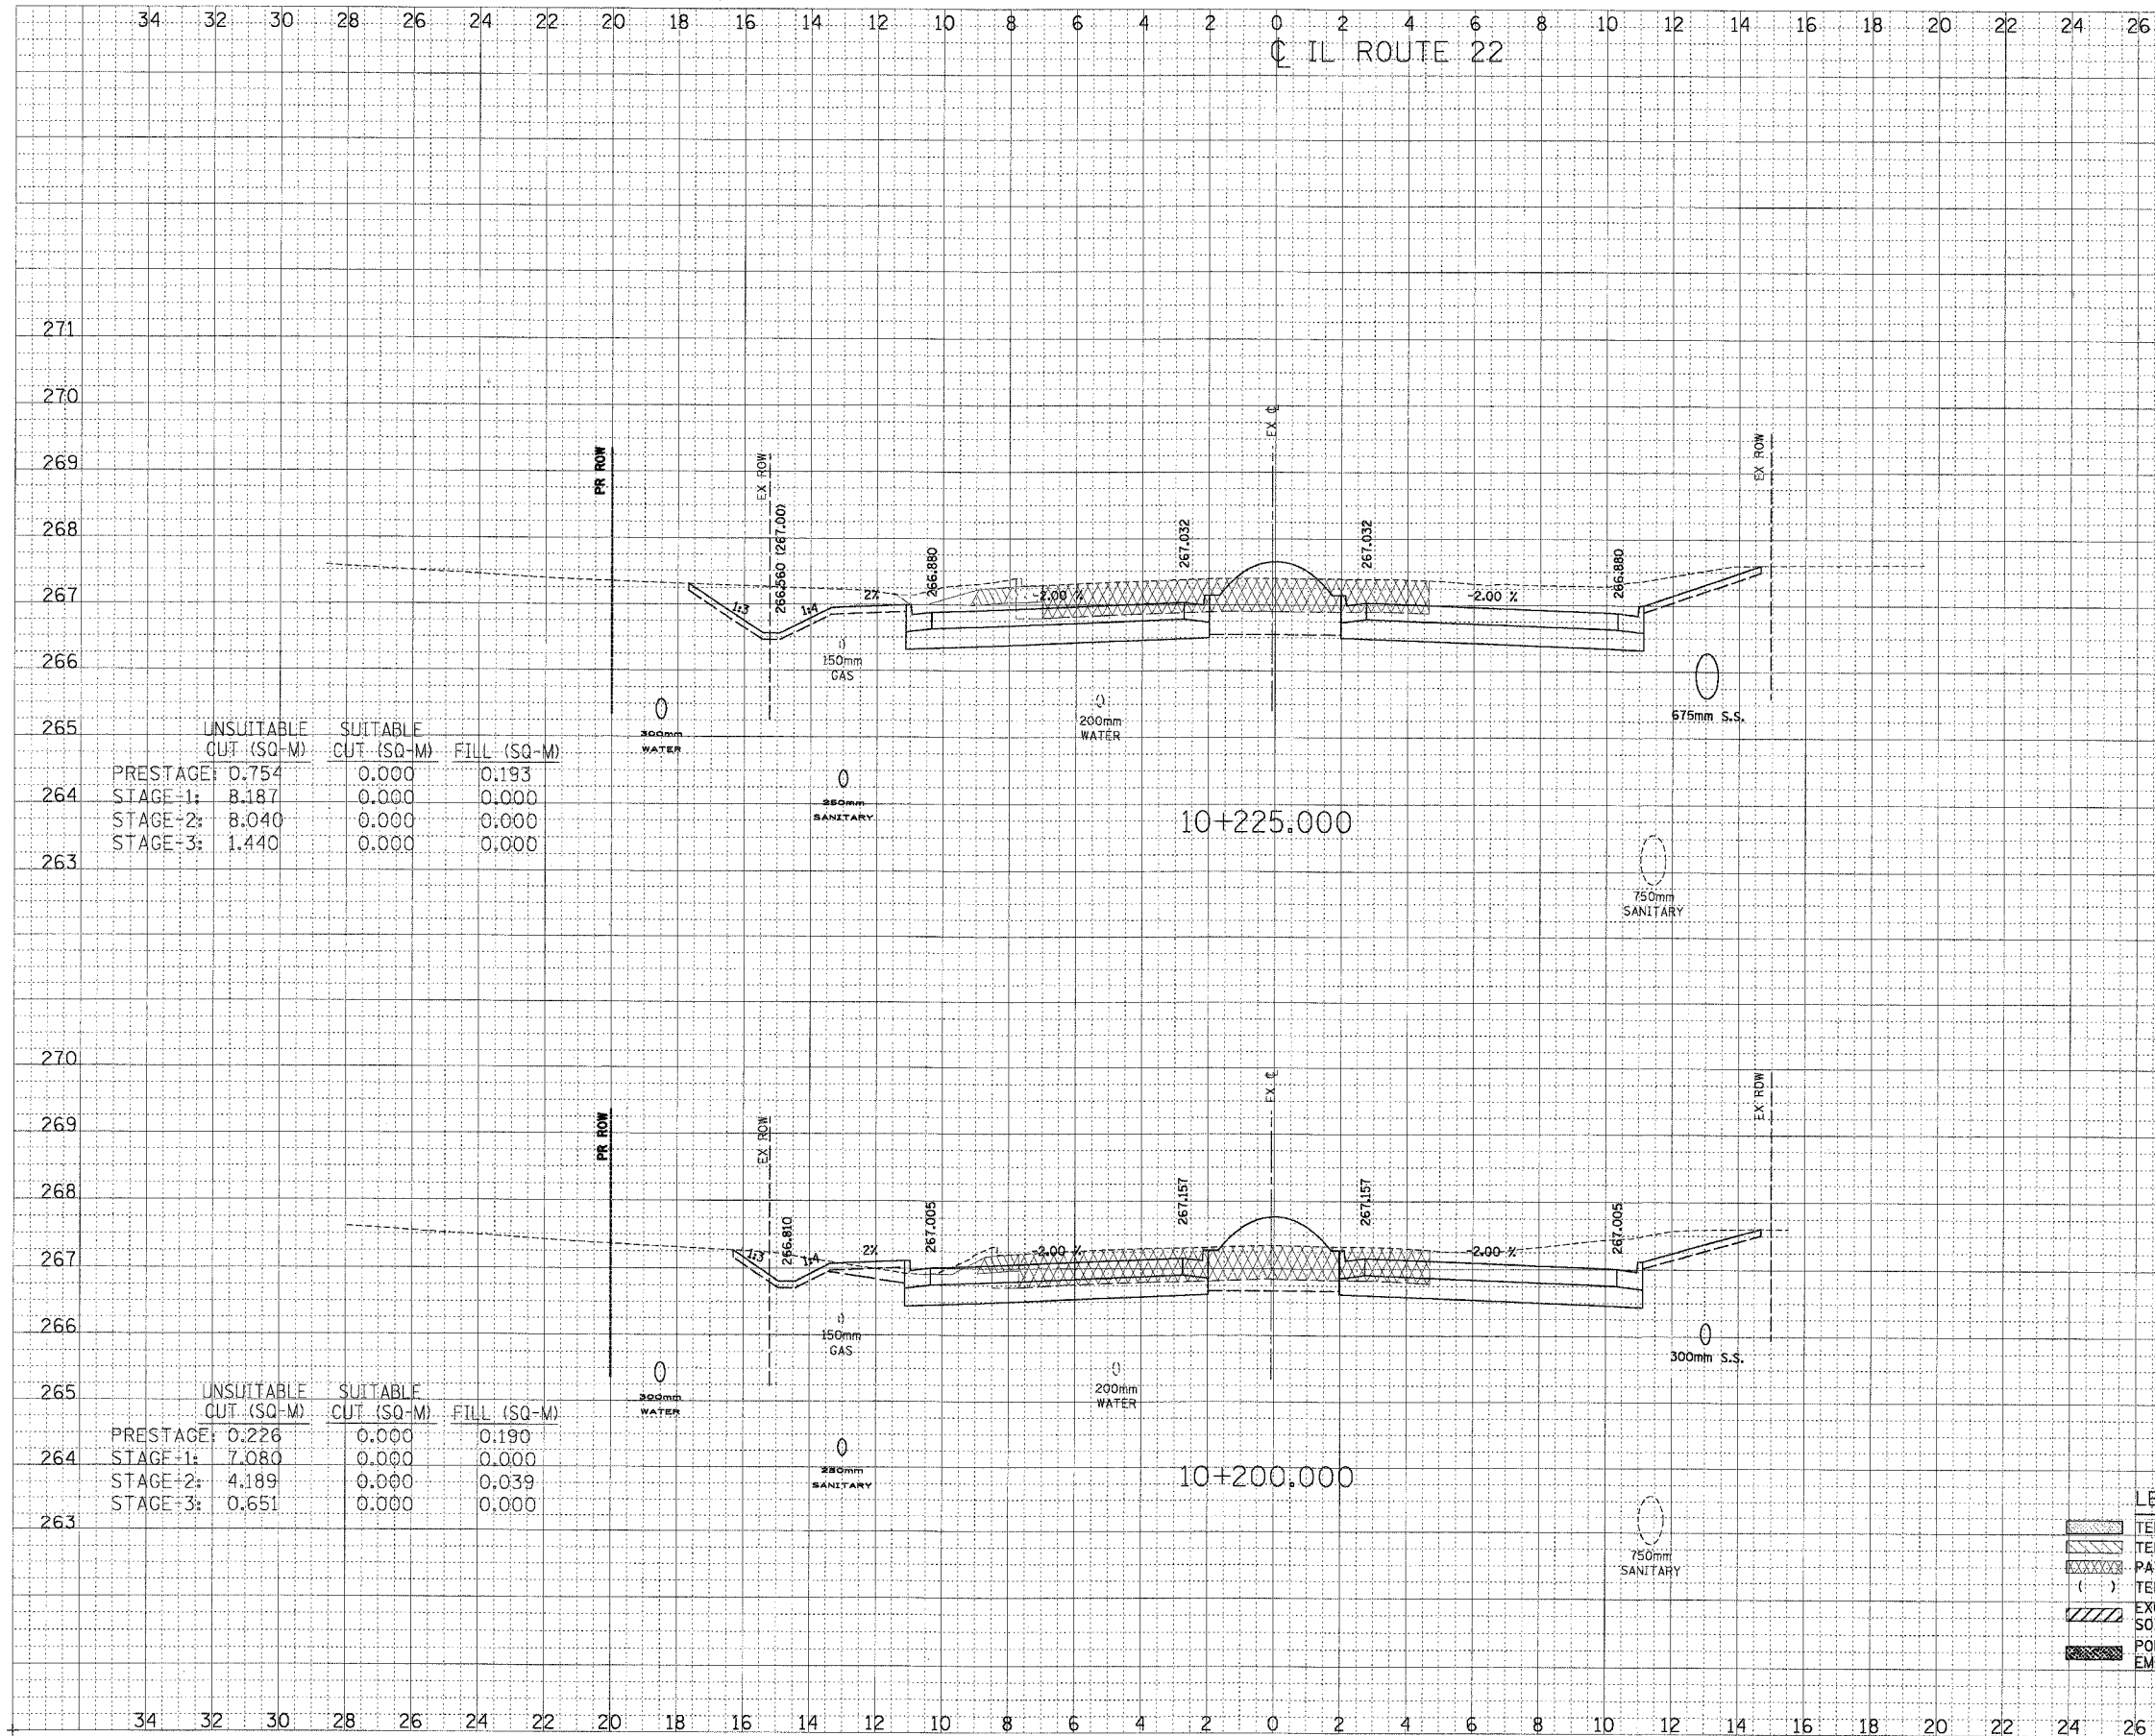 34 32 30 28 26 24 22 20 18 16 14 12 10 8 6 4 2 0 2 4 6 8 10 12 14 16 18 20 22 24 26
℄ IL ROUTE 22
271
270
269
268
267
266
265
264
263
PR ROW
EX ROW
266.560 (267.00)
266.880
267.032
EX ℄
267.032
266.880
EX ROW
1:3
1:4
2%
-2.00 %
-2.00 %
150mm
GAS
300mm
WATER
200mm
WATER
675mm S.S.
250mm
SANITARY
750mm
SANITARY
UNSUITABLE SUITABLE
CUT (SQ-M) CUT (SQ-M) FILL (SQ-M)
PRESTAGE: 0.754 0.000 0.193
STAGE-1: 8.187 0.000 0.000
STAGE-2: 8.040 0.000 0.000
STAGE-3: 1.440 0.000 0.000
10+225.000
270
269
268
267
266
265
264
263
PR ROW
EX ROW
266.810
267.005
267.157
EX ℄
267.157
267.005
EX ROW
1:3
1:4
2%
-2.00 %
-2.00 %
150mm
GAS
300mm
WATER
200mm
WATER
300mm S.S.
250mm
SANITARY
750mm
SANITARY
UNSUITABLE SUITABLE
CUT (SQ-M) CUT (SQ-M) FILL (SQ-M)
PRESTAGE: 0.226 0.000 0.190
STAGE-1: 7.080 0.000 0.000
STAGE-2: 4.189 0.000 0.039
STAGE-3: 0.651 0.000 0.000
10+200.000
( )
34 32 30 28 26 24 22 20 18 16 14 12 10 8 6 4 2 0 2 4 6 8 10 12 14 16 18 20 22 24 26